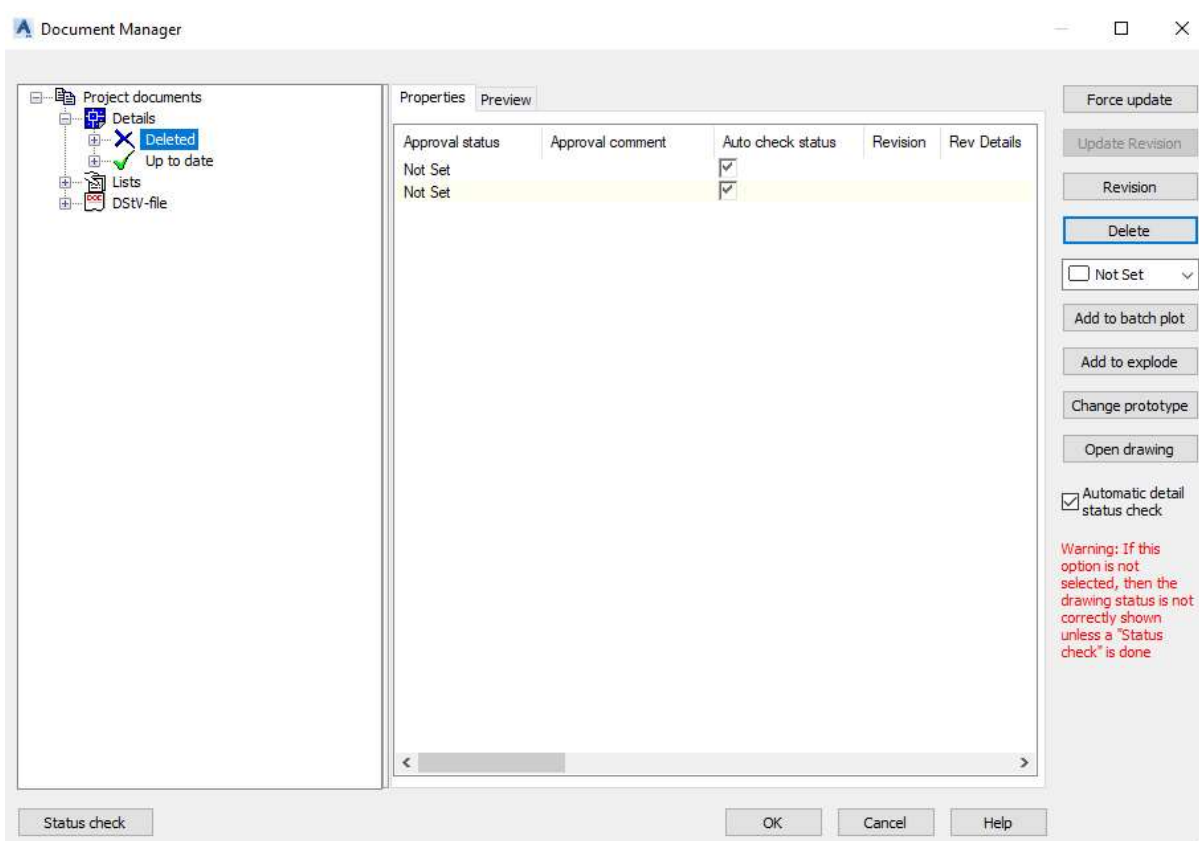 Document Manager
Project documents
Details
Deleted
Up to date
Lists
DStV-file
Properties Preview
Approval status Approval comment Auto check status Revision Rev Details
Not Set
Not Set
Force update
Update Revision
Revision
Delete
Not Set
Add to batch plot
Add to explode
Change prototype
Open drawing
Automatic detail
status check
Warning: If this
option is not
selected, then the
drawing status is not
correctly shown
unless a "Status
check" is done
Status check OK Cancel Help